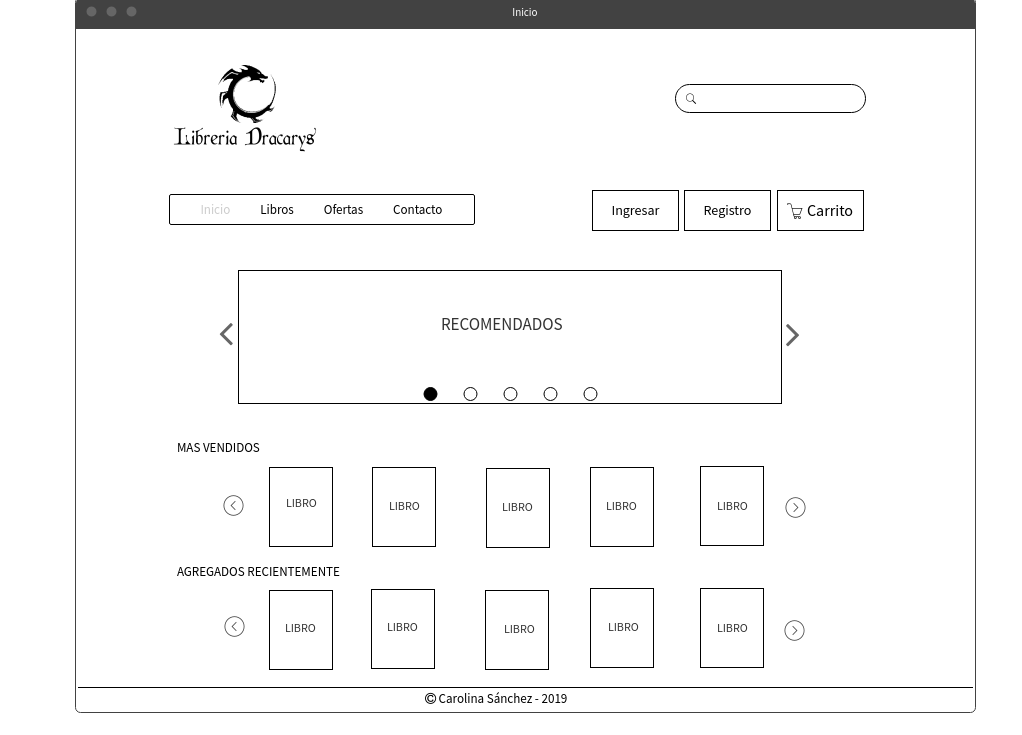 Inicio
Libreria Dracarys
Inicio Libros Ofertas Contacto
Ingresar Registro Carrito
RECOMENDADOS
MAS VENDIDOS
LIBRO LIBRO LIBRO LIBRO LIBRO
AGREGADOS RECIENTEMENTE
LIBRO LIBRO LIBRO LIBRO LIBRO
© Carolina Sánchez - 2019